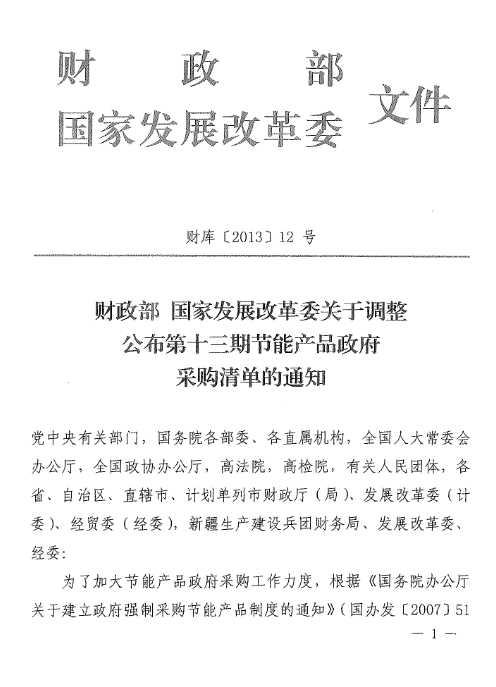 财政部
国家发展改革委
文件
财库〔2013〕12 号
财政部 国家发展改革委关于调整
公布第十三期节能产品政府
采购清单的通知
党中央有关部门，国务院各部委、各直属机构，全国人大常委会
办公厅，全国政协办公厅，高法院，高检院，有关人民团体，各
省、自治区、直辖市、计划单列市财政厅（局）、发展改革委（计
委）、经贸委（经委），新疆生产建设兵团财务局、发展改革委、
经委：
为了加大节能产品政府采购工作力度，根据《国务院办公厅
关于建立政府强制采购节能产品制度的通知》（国办发〔2007〕51
— 1 —